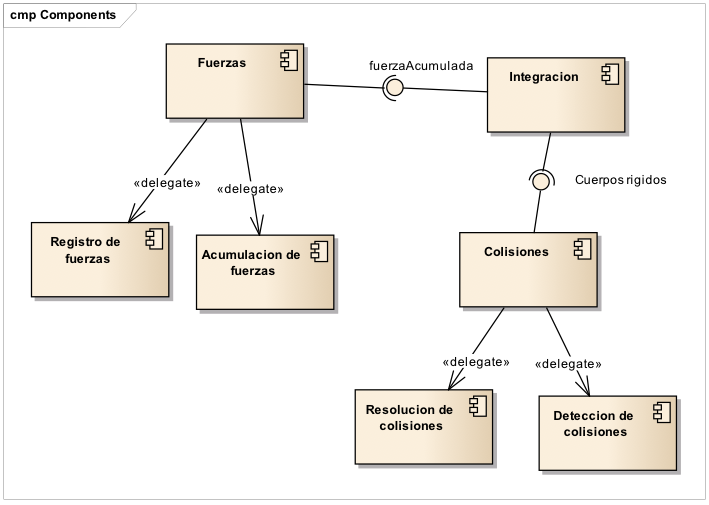 cmp Components
Fuerzas
fuerzaAcumulada
Integracion
«delegate»
«delegate»
Cuerpos rigidos
Registro de
fuerzas
Acumulacion de
fuerzas
Colisiones
«delegate»
«delegate»
Resolucion de
colisiones
Deteccion de
colisiones